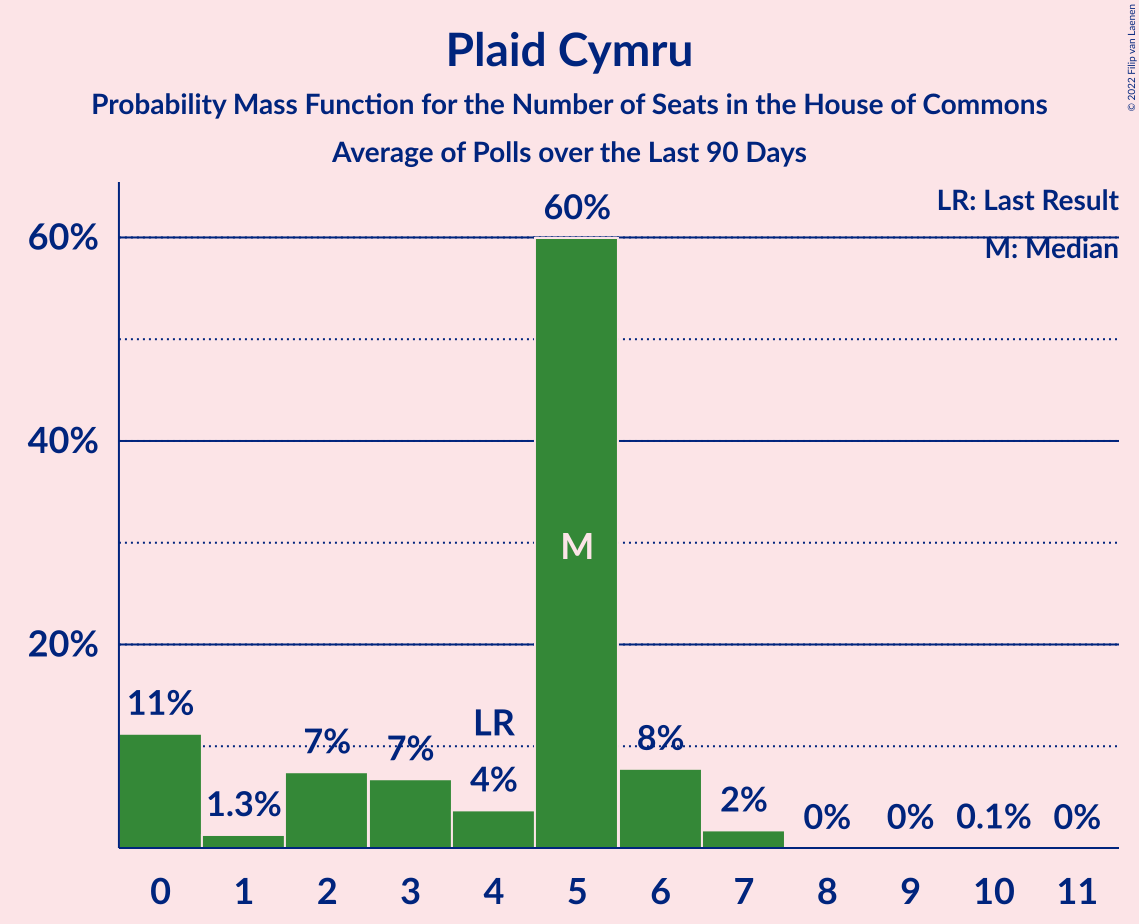 Plaid Cymru
Probability Mass Function for the Number of Seats in the House of Commons
Average of Polls over the Last 90 Days
© 2022 Filip van Laenen
LR: Last Result
M: Median
60%
40%
20%
11%
1.3%
7%
7%
LR
4%
60%
M
8%
2%
0%
0%
0.1%
0%
0 1 2 3 4 5 6 7 8 9 10 11